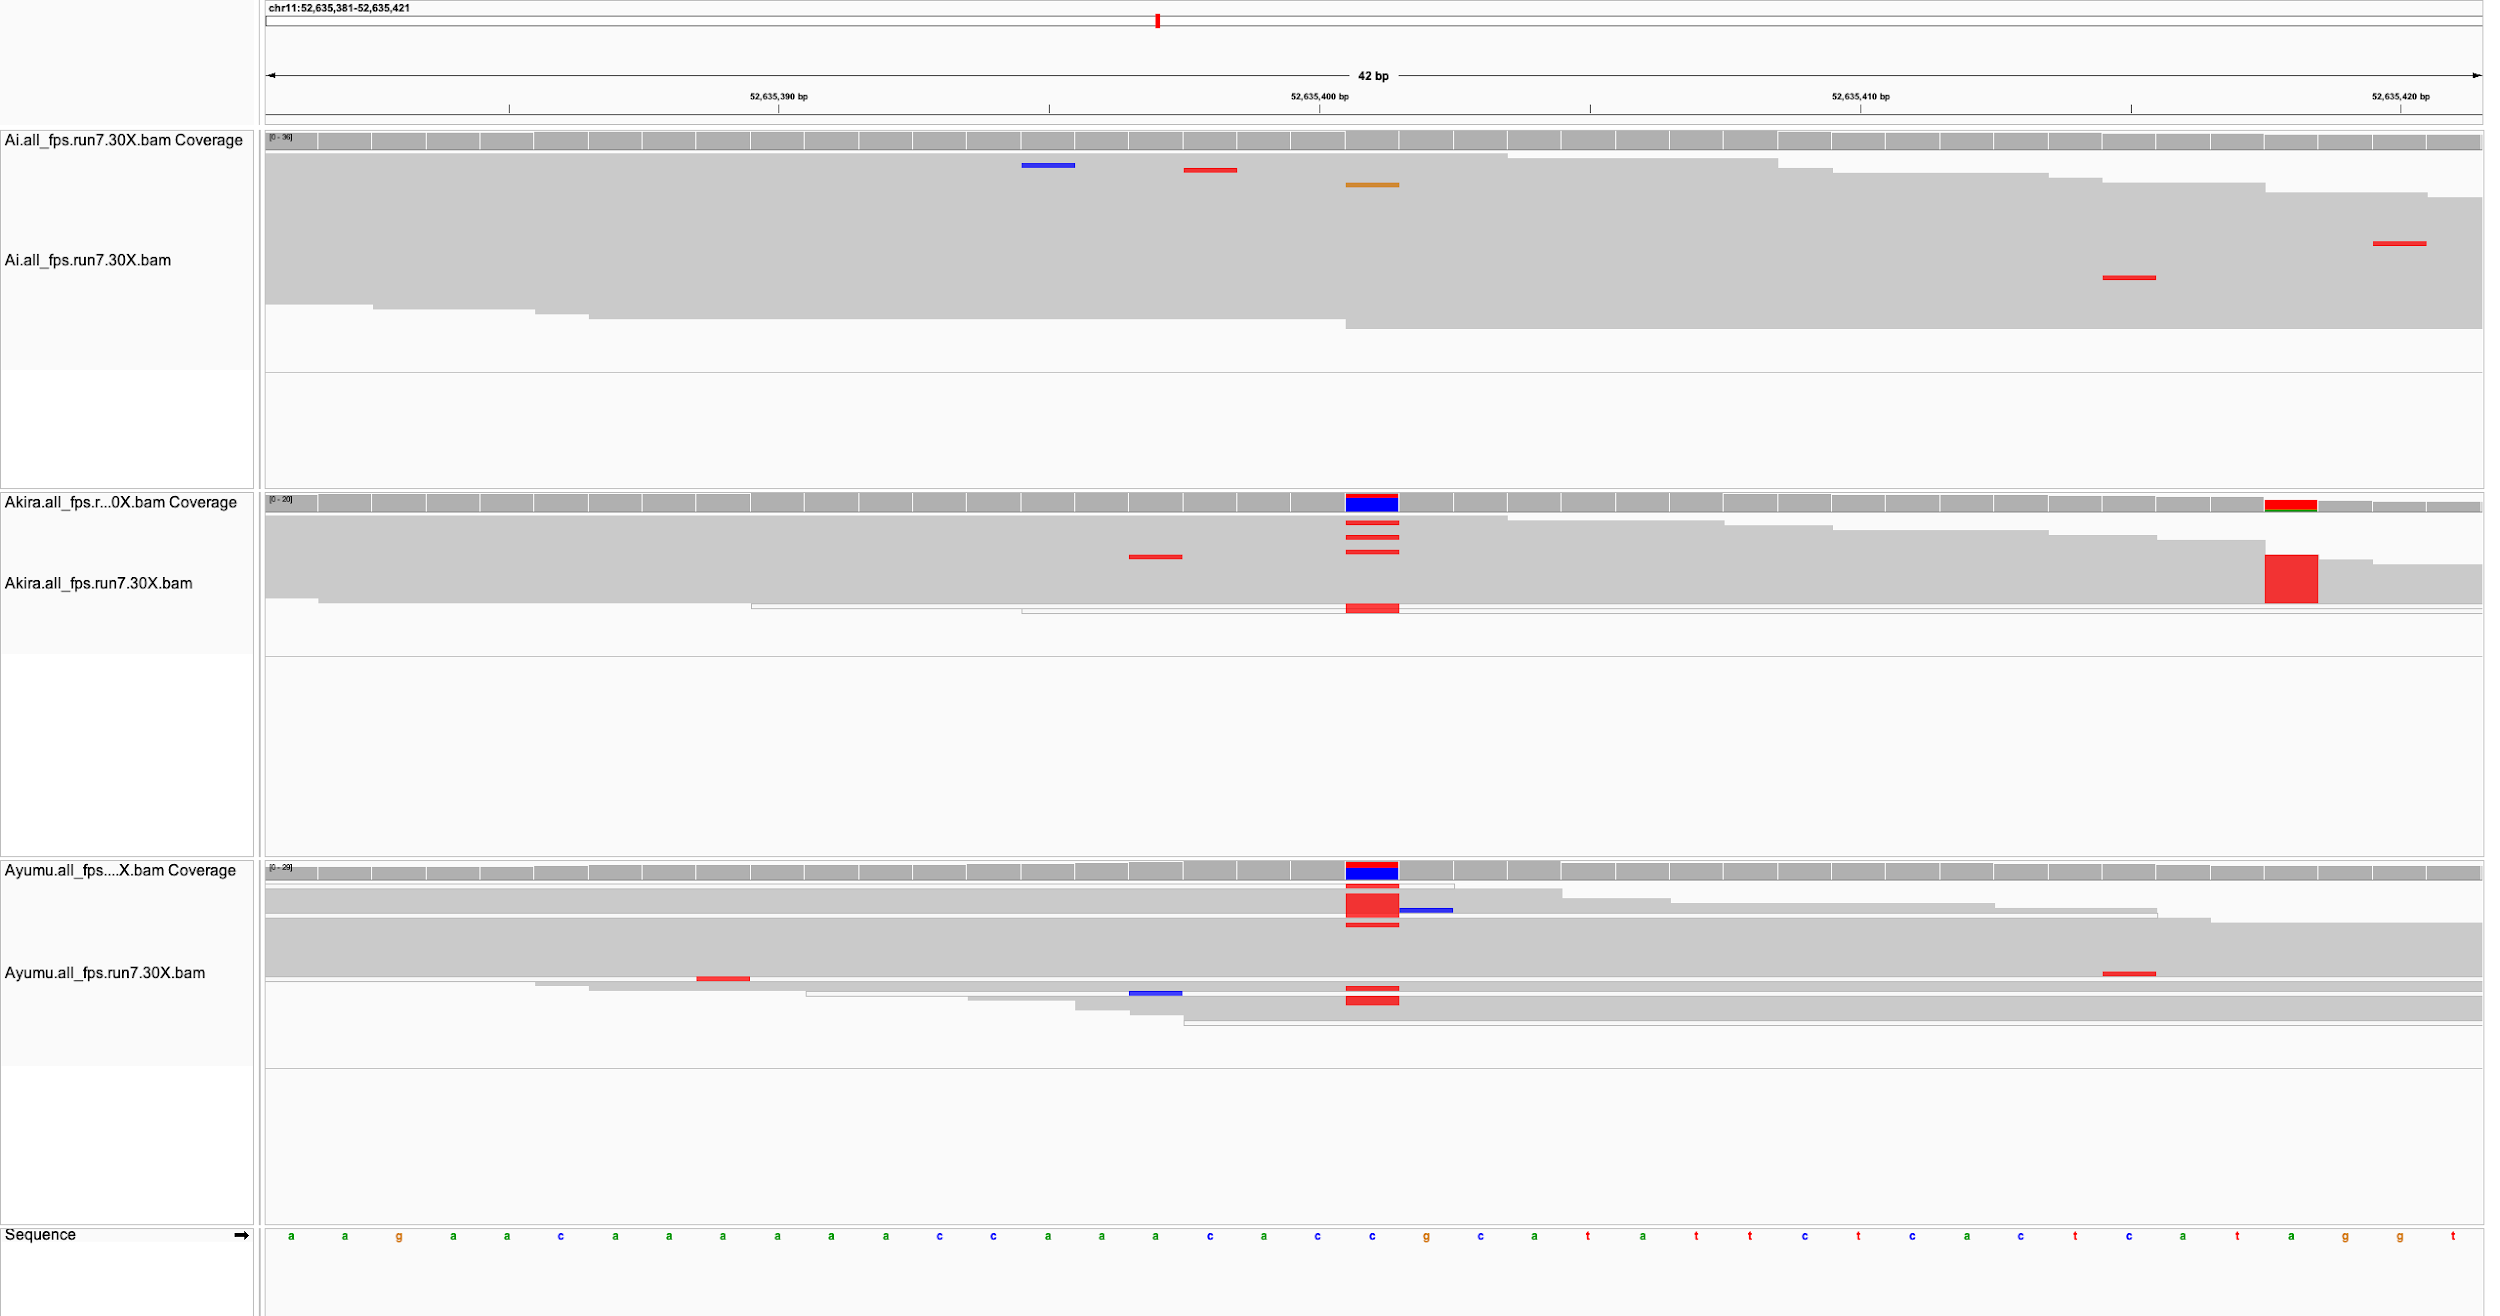 chr11:52,635,381-52,635,421
42 bp
52,635,390 bp 52,635,400 bp 52,635,410 bp 52,635,420 bp
Ai.all_fps.run7.30X.bam Coverage
[0 - 36]
Ai.all_fps.run7.30X.bam
Akira.all_fps.r...0X.bam Coverage
[0 - 20]
Akira.all_fps.run7.30X.bam
Ayumu.all_fps....X.bam Coverage
[0 - 29]
Ayumu.all_fps.run7.30X.bam
Sequence a a g a a c a a a a a a c c a a a c a c c g c a t a t t c t c a c t c a t a g g t